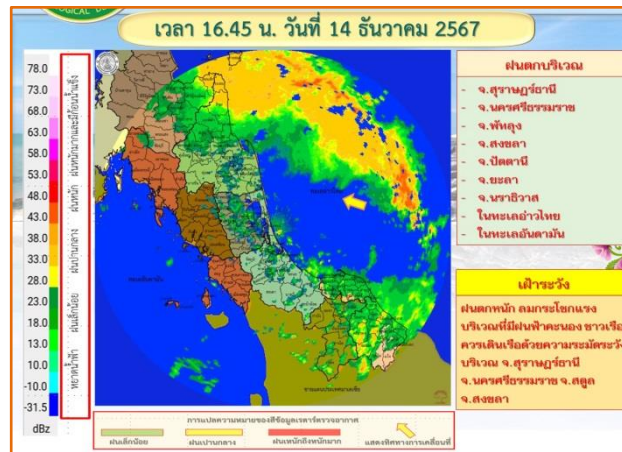 เวลา 16.45 น. วันที่ 14 ธันวาคม 2567
78.0
73.0
68.0
63.0
58.0
53.0
48.0
43.0
38.0
33.0
28.0
23.0
18.0
13.0
10.0
-10.0
-31.5
dBz
ฝนหนักมากและมีก้อนน้ำแข็ง
ฝนหนัก
ฝนปานกลาง
ฝนเล็กน้อย
หยาดน้ำฟ้า
ฝนตกบริเวณ
- จ.สุราษฎร์ธานี
- จ.นครศรีธรรมราช
- จ.พัทลุง
- จ.สงขลา
- จ.ปัตตานี
- จ.ยะลา
- จ.นราธิวาส
- ในทะเลอ่าวไทย
- ในทะเลอันดามัน
เฝ้าระวัง
ฝนตกหนัก ลมกระโชกแรง
บริเวณที่มีฝนฟ้าคะนอง ชาวเรือ
ควรเดินเรือด้วยความระมัดระวัง
บริเวณ จ.สุราษฎร์ธานี
จ.นครศรีธรรมราช จ.สตูล
จ.สงขลา
การแปลความหมายของสีข้อมูลเรดาร์ตรวจอากาศ
ฝนเล็กน้อย
ฝนปานกลาง
ฝนหนักถึงหนักมาก
แสดงทิศทางการเคลื่อนที่